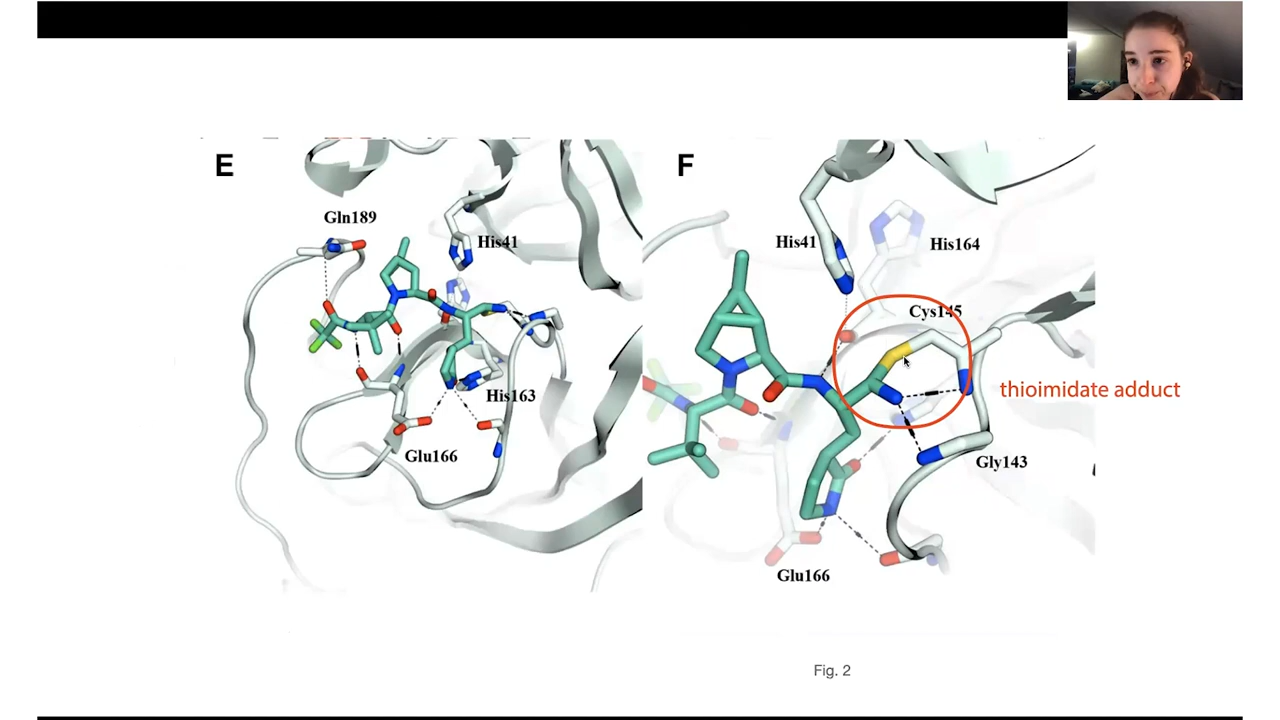 E
F
Gln189
His41
His163
Glu166
His41
His164
Cys145
thioimidate adduct
Gly143
Glu166
Fig. 2